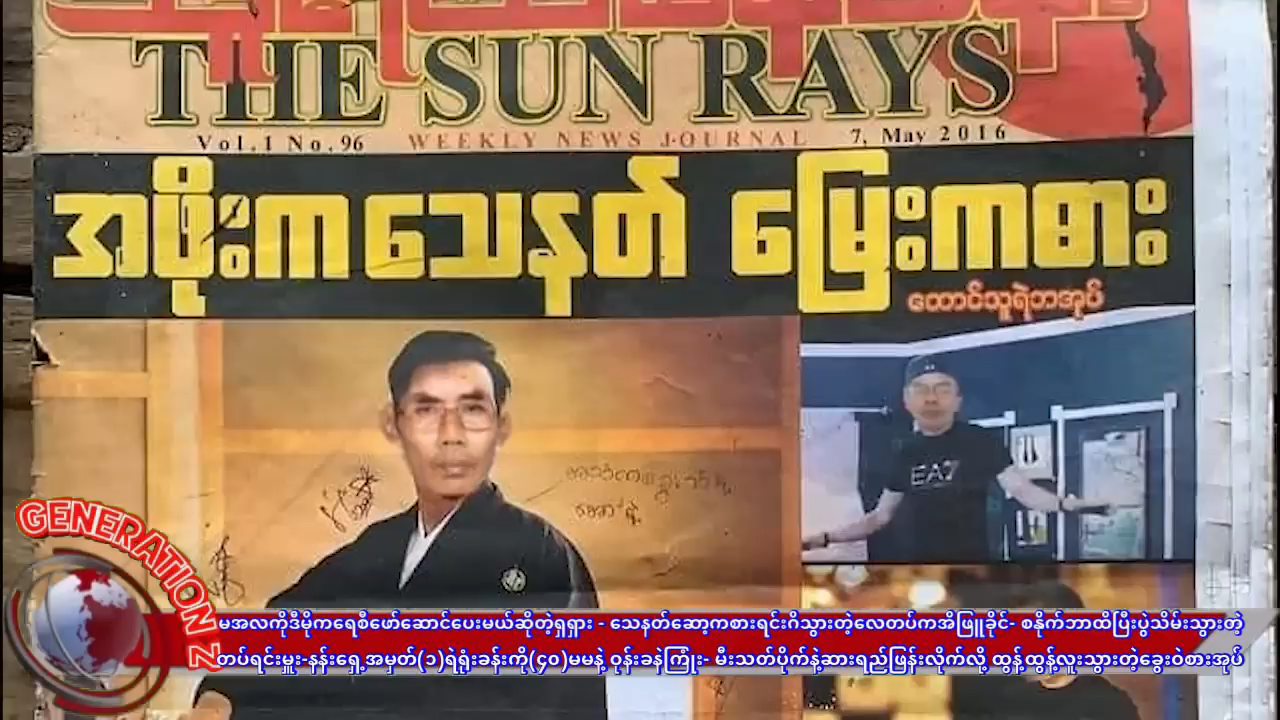 THE SUN RAYS
Vol.1 No.96 WEEKLY NEWS JOURNAL 7, May 2016
အဖိုးကသေနတ် မြေးကဓား
ထောင်သူရဲဘအုပ်
EA7
GENERATION Z
မအလကိုဒီမိုကရေစီဖော်ဆောင်ပေးမယ်ဆိုတဲ့ရှရှား - သေနတ်ဆော့ကစားရင်းဂိသွားတဲ့လေတပ်ကအိဖြူခိုင်- စနိုက်ဘာထိပြီးပွဲသိမ်းသွားတဲ့
တပ်ရင်းမှူး-နန်းရှေ့အမှတ်(၁)ရဲရုံးခန်းကို(၄၀)မမနဲ့ ဝုန်းခနဲကြုံး- မီးသတ်ပိုက်နဲ့ဆားရည်ဖြန်းလိုက်လို့ ထွန့်ထွန့်လူးသွားတဲ့ခွေးဝဲစားအုပ်